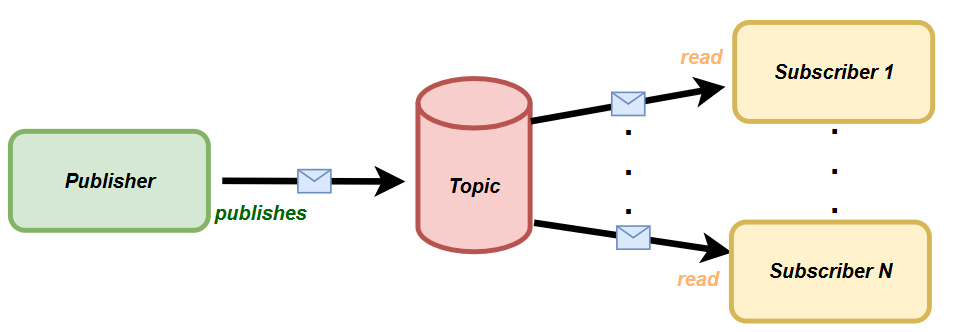 Publisher
publishes
Topic
read
Subscriber 1
read
Subscriber N